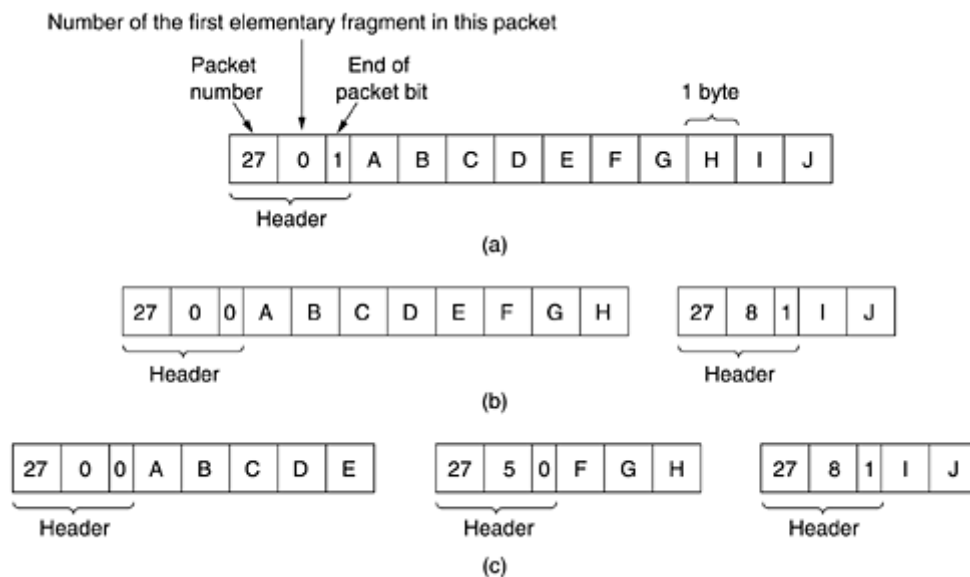 Number of the first elementary fragment in this packet
Packet number
End of packet bit
1 byte
27 0 1 A B C D E F G H I J
Header
(a)
27 0 0 A B C D E F G H
27 8 1 I J
Header
Header
(b)
27 0 0 A B C D E
27 5 0 F G H
27 8 1 I J
Header
Header
Header
(c)